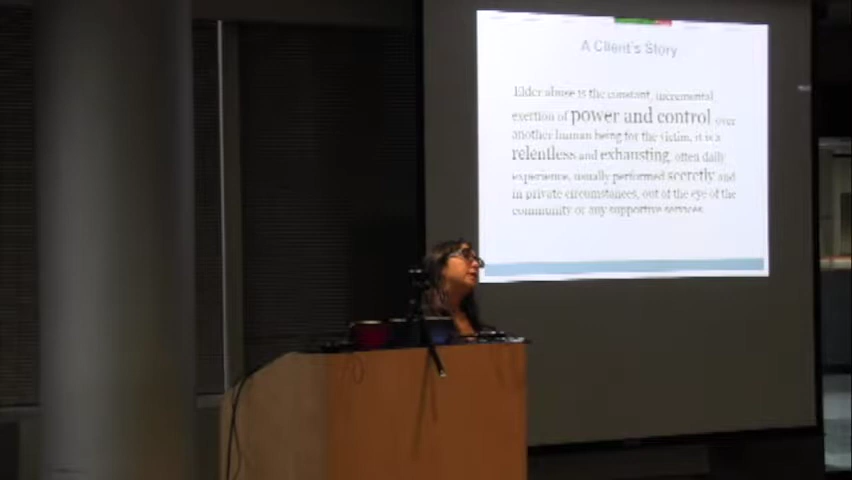 A Client's Story
Elder abuse is the constant, incremental
exertion of power and control over
another human being for the victim, it is a
relentless and exhausting, often daily
experience, usually performed secretly and
in private circumstances, out of the eye of the
community or any supportive services.